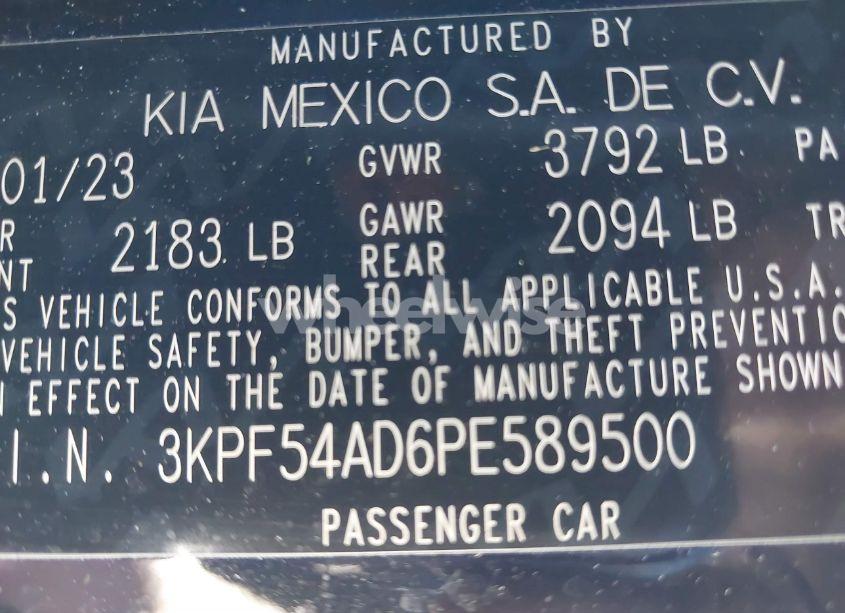 MANUFACTURED BY
KIA MEXICO S.A. DE C.V.
01/23 GVWR 3792 LB PA
R 2183 LB GAWR 2094 LB TR
NT REAR
S VEHICLE CONFORMS TO ALL APPLICABLE U.S.A.
VEHICLE SAFETY, BUMPER, AND THEFT PREVENTIO
N EFFECT ON THE DATE OF MANUFACTURE SHOWN
I.N. 3KPF54AD6PE589500
PASSENGER CAR
wheelwise